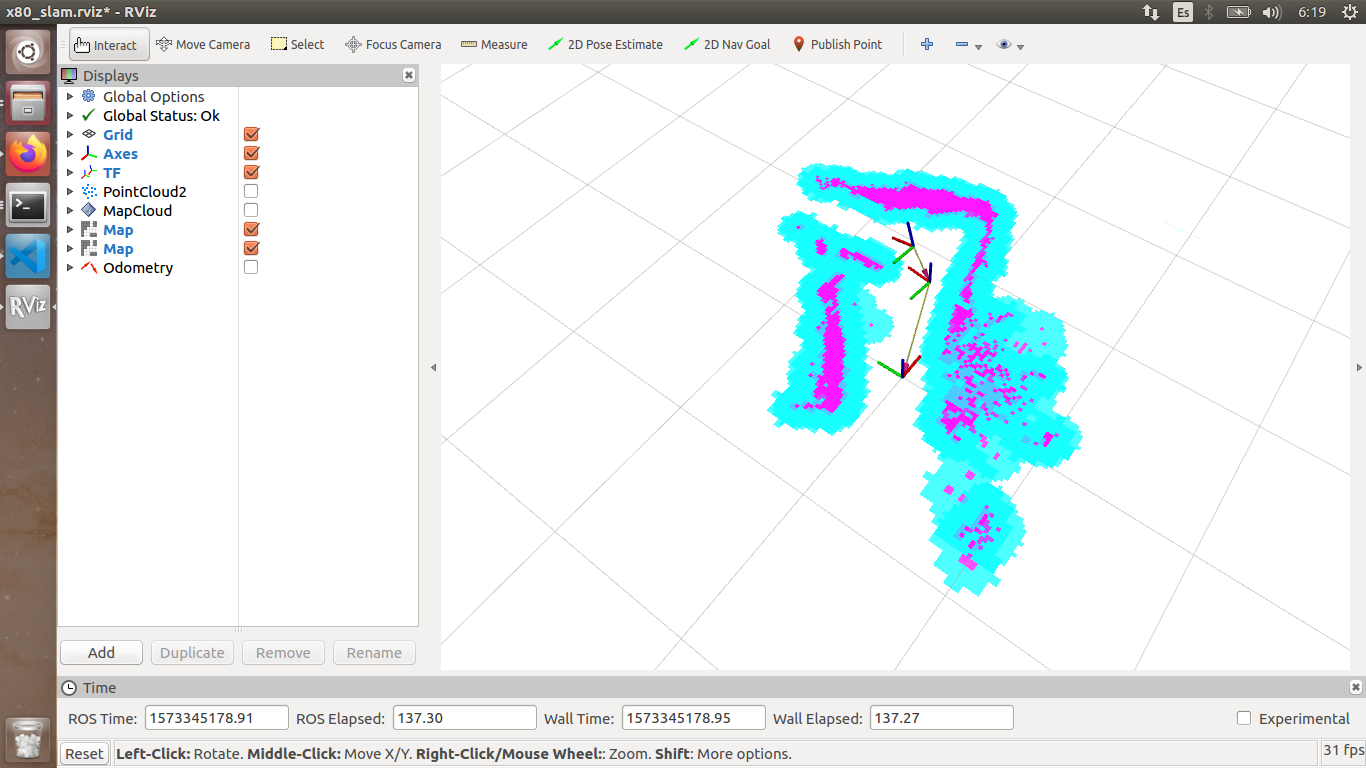 x80_slam.rviz* - RViz
Es
6:19
Interact
Move Camera
Select
Focus Camera
Measure
2D Pose Estimate
2D Nav Goal
Publish Point
Displays
Global Options
Global Status: Ok
Grid
Axes
TF
PointCloud2
MapCloud
Map
Map
Odometry
RViz
Add
Duplicate
Remove
Rename
Time
ROS Time: 1573345178.91 ROS Elapsed: 137.30 Wall Time: 1573345178.95 Wall Elapsed: 137.27 Experimental
Reset Left-Click: Rotate. Middle-Click: Move X/Y. Right-Click/Mouse Wheel:: Zoom. Shift: More options. 31 fps